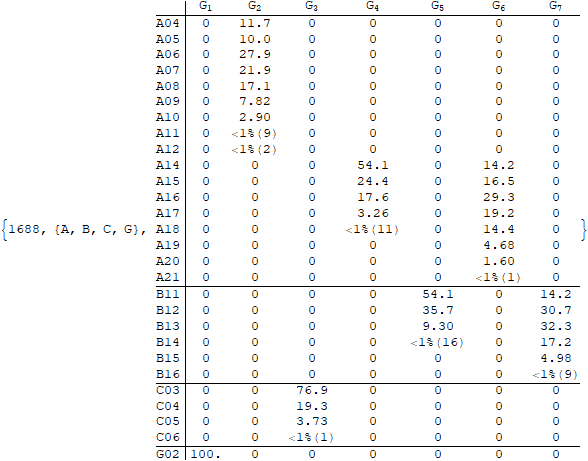 G₁ G₂ G₃ G₄ G₅ G₆ G₇
A04 0 11.7 0 0 0 0 0
A05 0 10.0 0 0 0 0 0
A06 0 27.9 0 0 0 0 0
A07 0 21.9 0 0 0 0 0
A08 0 17.1 0 0 0 0 0
A09 0 7.82 0 0 0 0 0
A10 0 2.90 0 0 0 0 0
A11 0 <1%(9) 0 0 0 0 0
A12 0 <1%(2) 0 0 0 0 0
A14 0 0 0 54.1 0 14.2 0
A15 0 0 0 24.4 0 16.5 0
A16 0 0 0 17.6 0 29.3 0
A17 0 0 0 3.26 0 19.2 0
{1688, {A, B, C, G}, A18 0 0 0 <1%(11) 0 14.4 0 }
A19 0 0 0 0 0 4.68 0
A20 0 0 0 0 0 1.60 0
A21 0 0 0 0 0 <1%(1) 0
B11 0 0 0 0 54.1 0 14.2
B12 0 0 0 0 35.7 0 30.7
B13 0 0 0 0 9.30 0 32.3
B14 0 0 0 0 <1%(16) 0 17.2
B15 0 0 0 0 0 0 4.98
B16 0 0 0 0 0 0 <1%(9)
C03 0 0 76.9 0 0 0 0
C04 0 0 19.3 0 0 0 0
C05 0 0 3.73 0 0 0 0
C06 0 0 <1%(1) 0 0 0 0
G02 100. 0 0 0 0 0 0